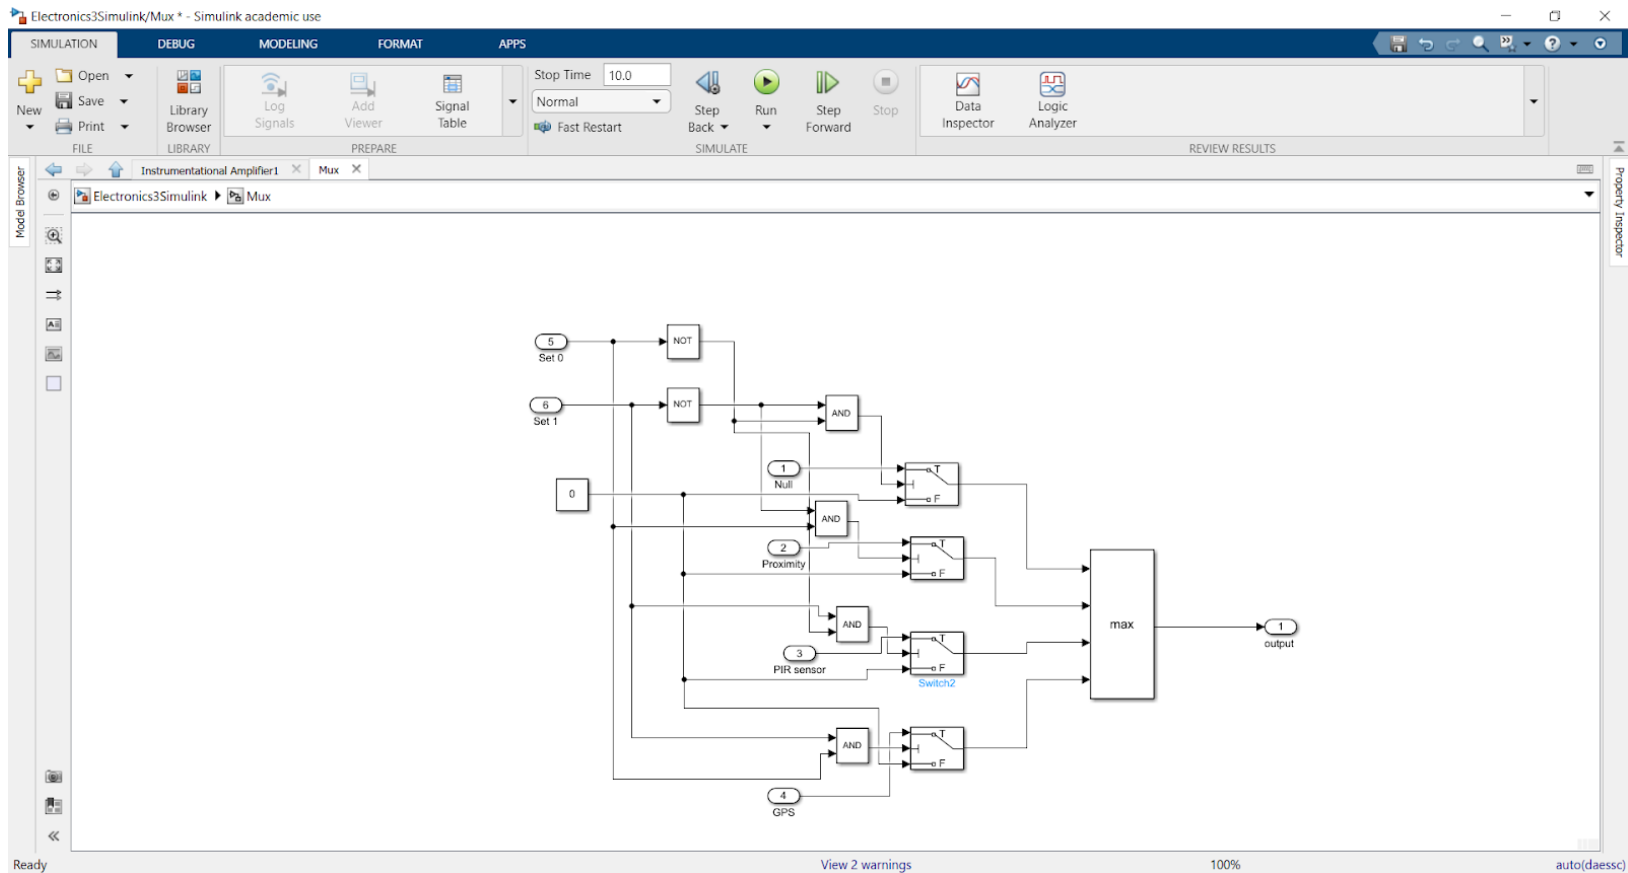 Electronics3Simulink/Mux * - Simulink academic use
SIMULATION DEBUG MODELING FORMAT APPS
New
Open
Save
Print
FILE
Library Browser
LIBRARY
Log Signals
Add Viewer
Signal Table
PREPARE
Stop Time 10.0
Normal
Fast Restart
Step Back
Run
Step Forward
Stop
SIMULATE
Data Inspector
Logic Analyzer
REVIEW RESULTS
Model Browser
Property Inspector
Instrumentational Amplifier1 Mux
Electronics3Simulink Mux
5
Set 0
NOT
6
Set 1
NOT
AND
1
Null
T
F
0
AND
2
Proximity
T
F
AND
3
PIR sensor
T
F
Switch2
AND
T
F
4
GPS
max
1
output
Ready
View 2 warnings
100%
auto(daessc)